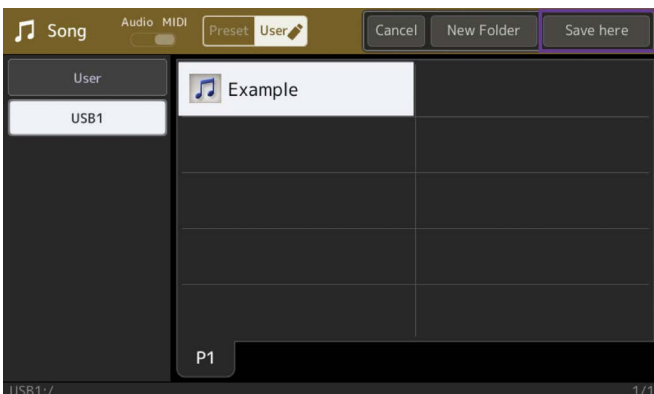 Song
Audio MIDI
Preset User
Cancel
New Folder
Save here
User
USB1
Example
P1
USB1:/
1/1